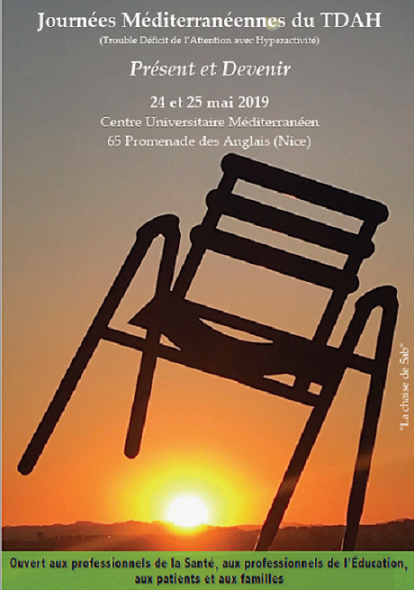 Journées Méditerranéennes du TDAH
(Trouble Déficit de l'Attention avec Hyperactivité)
Présent et Devenir
24 et 25 mai 2019
Centre Universitaire Méditerranéen
65 Promenade des Anglais (Nice)
"La chaise de Sab"
Ouvert aux professionnels de la Santé, aux professionnels de l'Éducation,
aux patients et aux familles